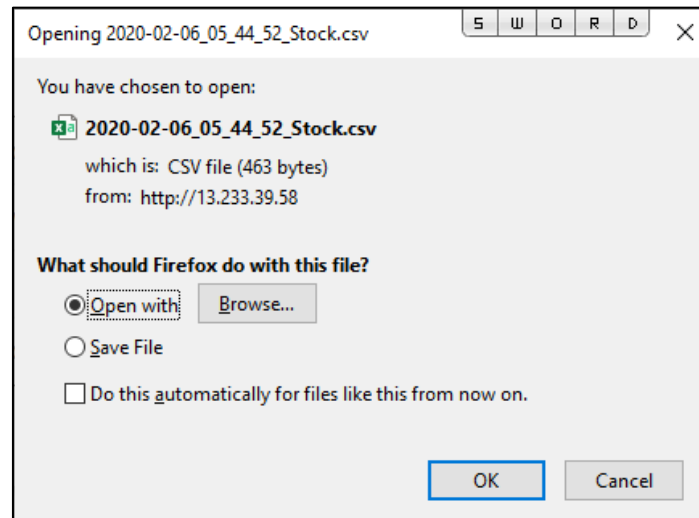 Opening 2020-02-06_05_44_52_Stock.csv
S W O R D
You have chosen to open:
2020-02-06_05_44_52_Stock.csv
which is: CSV file (463 bytes)
from: http://13.233.39.58
What should Firefox do with this file?
Open with
Browse...
Save File
Do this automatically for files like this from now on.
OK
Cancel